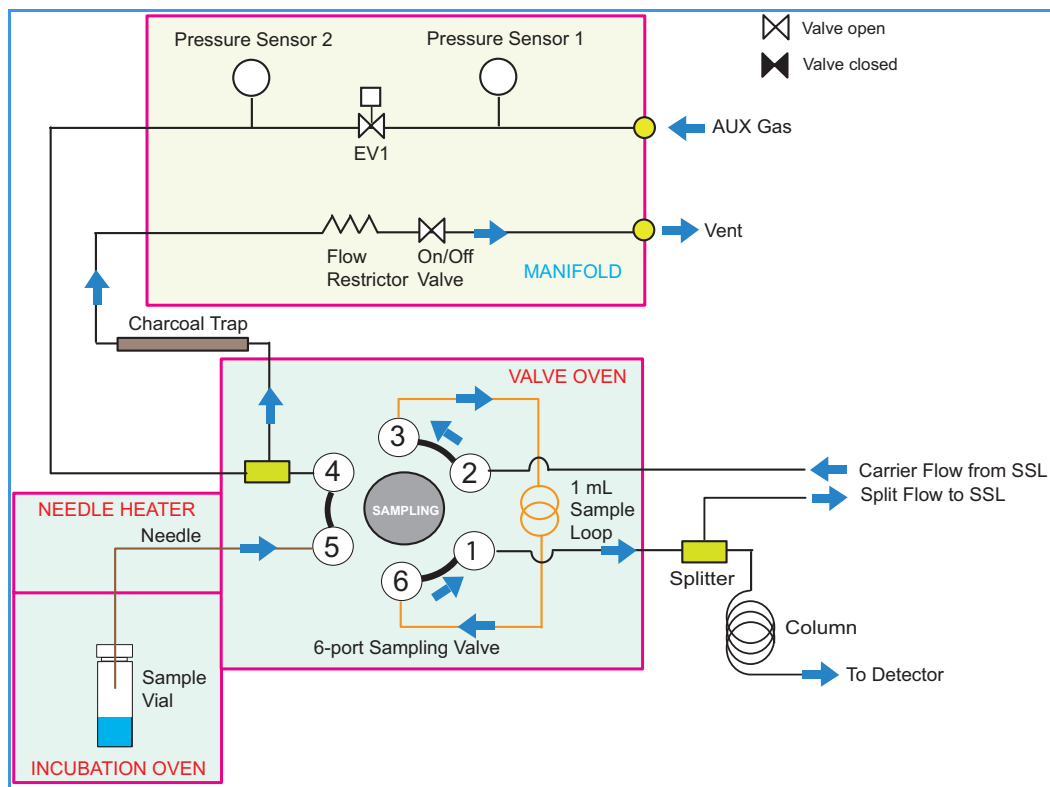 Pressure Sensor 2
Pressure Sensor 1
Valve open
Valve closed
AUX Gas
EV1
Vent
Flow
Restrictor
On/Off
Valve
MANIFOLD
Charcoal Trap
VALVE OVEN
3
2
4
SAMPLING
5
1
6
1 mL
Sample
Loop
Carrier Flow from SSL
Split Flow to SSL
NEEDLE HEATER
Needle
Splitter
6-port Sampling Valve
Column
To Detector
Sample
Vial
INCUBATION OVEN